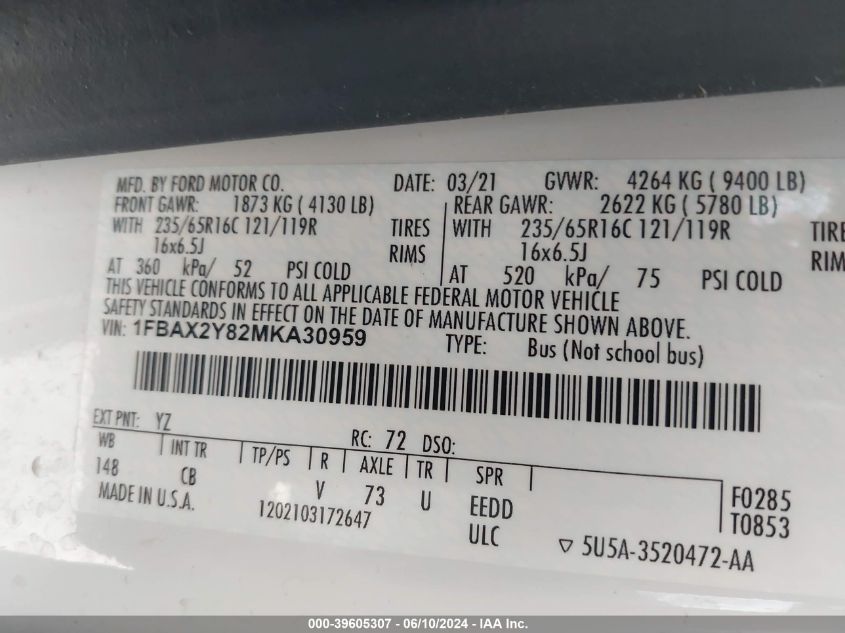 MFD. BY FORD MOTOR CO. DATE: 03/21 GVWR: 4264 KG ( 9400 LB)
FRONT GAWR: 1873 KG ( 4130 LB) REAR GAWR: 2622 KG ( 5780 LB)
WITH 235/65R16C 121/119R TIRES WITH 235/65R16C 121/119R TIRE
16x6.5J RIMS 16x6.5J RIM
AT 360 kPa/ 52 PSI COLD AT 520 kPa/ 75 PSI COLD
THIS VEHICLE CONFORMS TO ALL APPLICABLE FEDERAL MOTOR VEHICLE
SAFETY STANDARDS IN EFFECT ON THE DATE OF MANUFACTURE SHOWN ABOVE.
VIN: 1FBAX2Y82MKA30959 TYPE: Bus (Not school bus)
EXT PNT: YZ RC: 72 DSO:
WB INT TR TP/PS R AXLE TR SPR
148 CB V 73 U EEDD F0285
MADE IN U.S.A. 1202103172647 ULC T0853
▽ 5U5A-3520472-AA
000-39605307 - 06/10/2024 - IAA Inc.